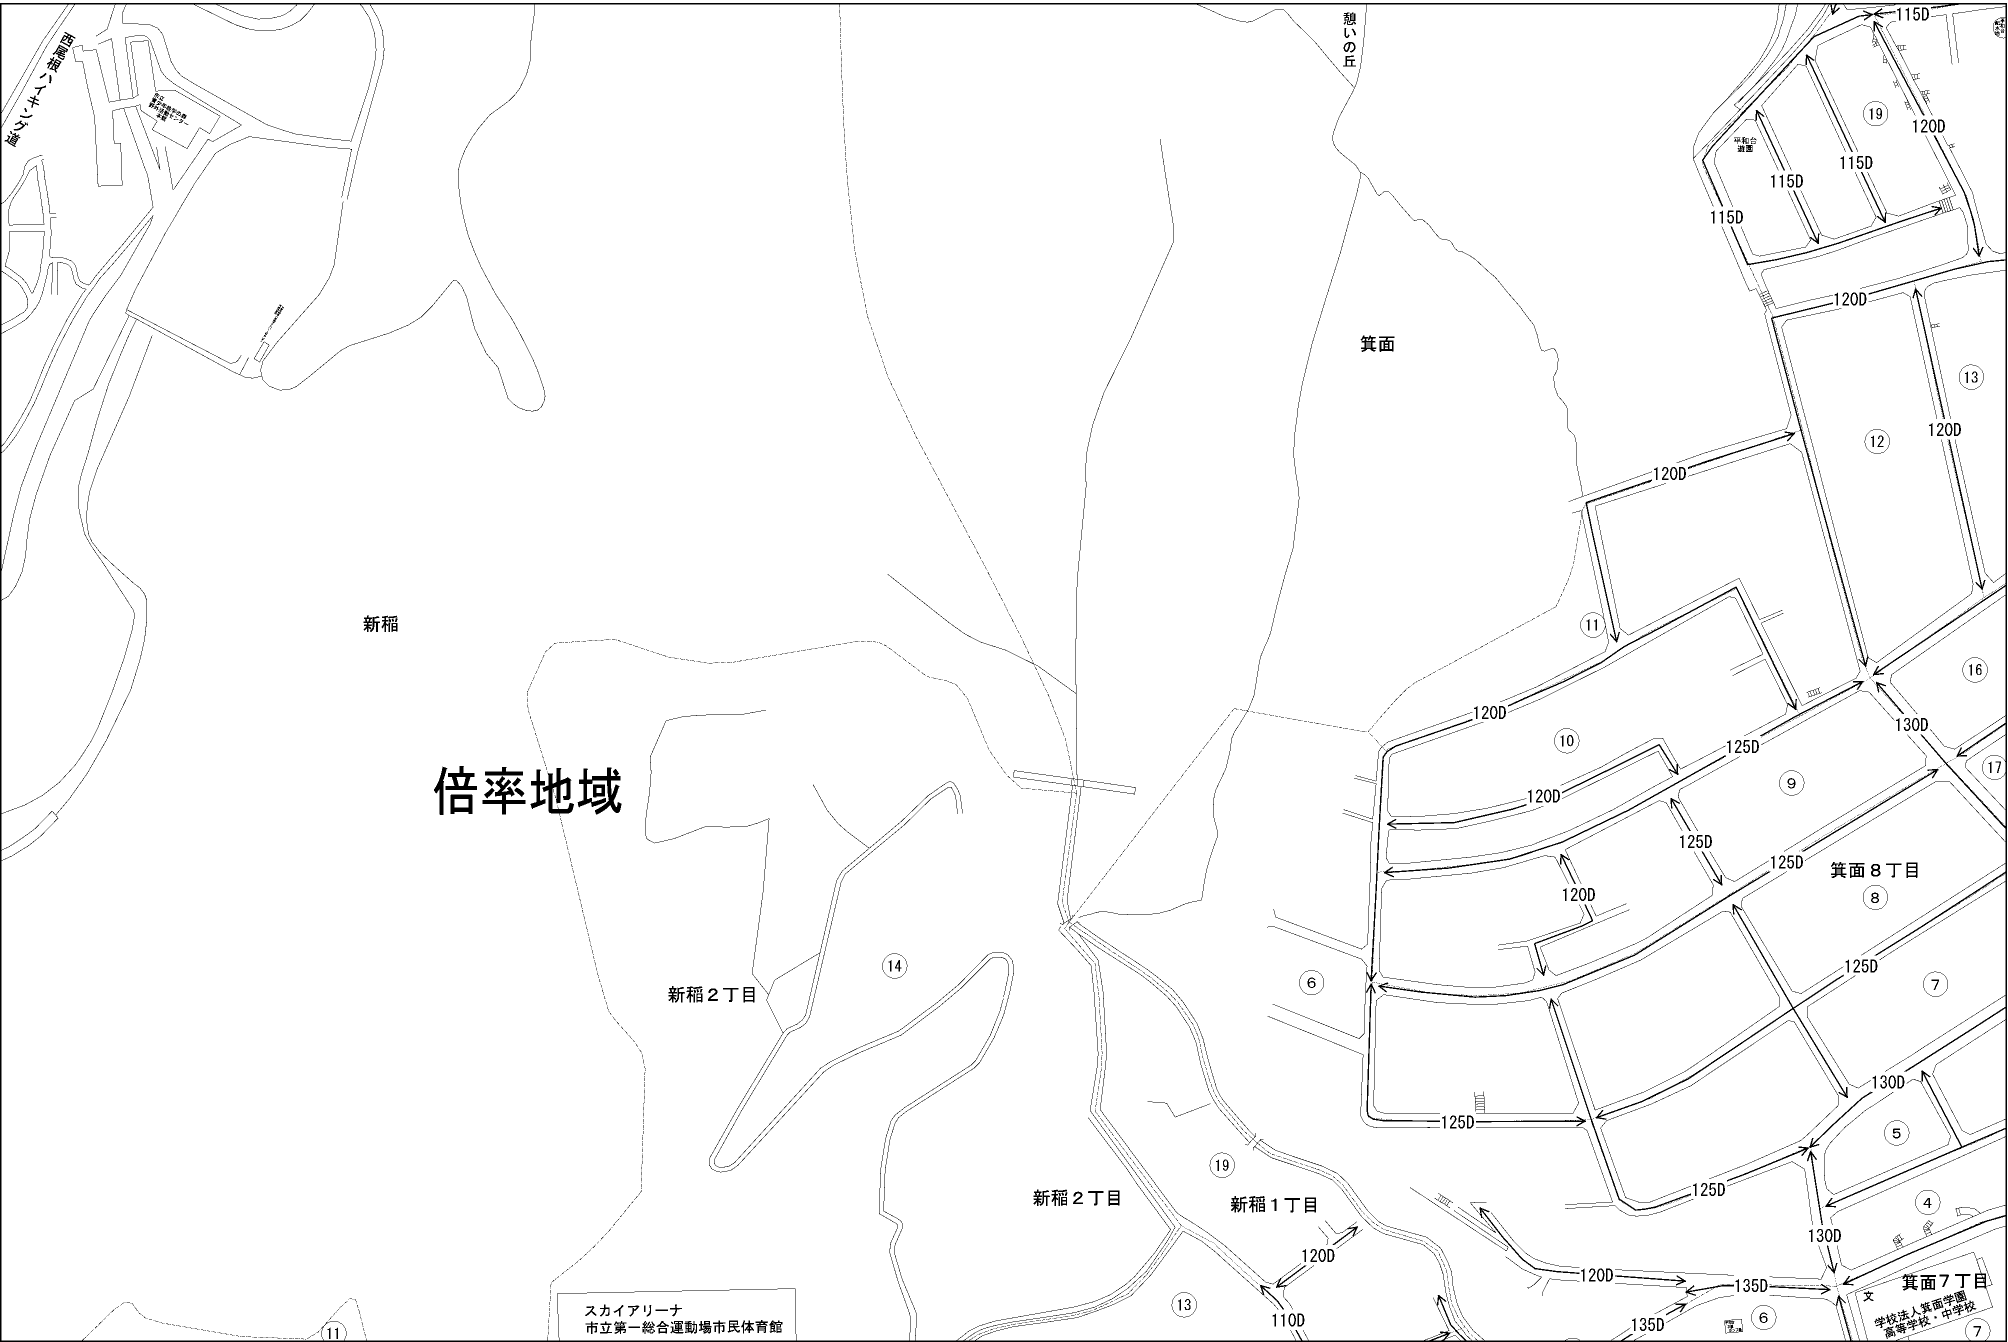 憩いの丘
115D
西尾根ハイキング道
19
120D
平和台
遊園
115D
115D
115D
120D
箕面
13
12
120D
120D
新稲
11
16
120D
130D
10
125D
倍率地域
17
9
120D
125D
125D
箕面８丁目
120D
8
14
125D
6
7
新稲２丁目
130D
125D
5
19
125D
新稲２丁目
新稲１丁目
4
130D
120D
120D
135D
箕面７丁目
文
13
スカイアリーナ
市立第一総合運動場市民体育館
学校法人箕面学園
高等学校・中学校
110D
135D
6
11
7